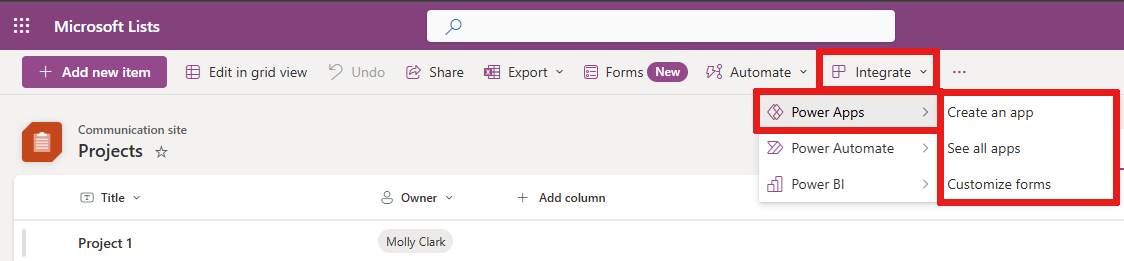 Microsoft Lists
Add new item Edit in grid view Undo Share Export Forms New Automate Integrate ...
Power Apps Create an app
Power Automate See all apps
Power BI Customize forms
Communication site
Projects
Title Owner Add column
Project 1 Molly Clark